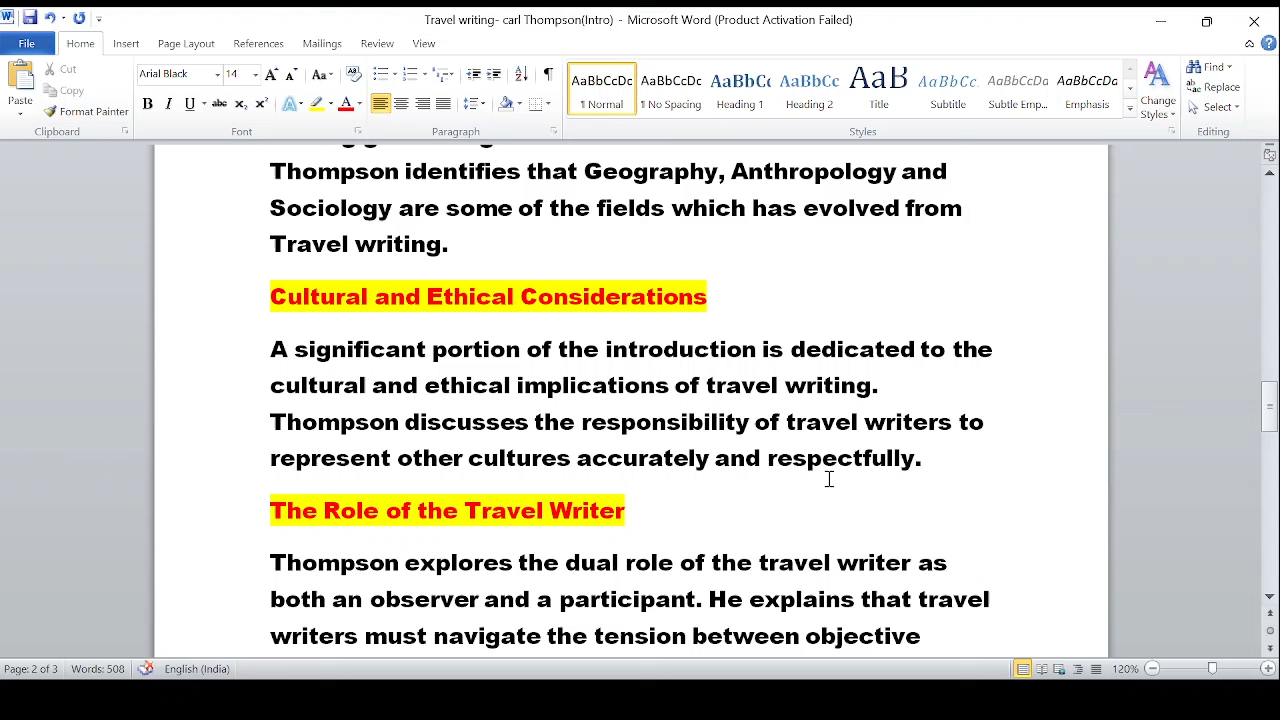 Travel writing- carl Thompson(Intro) - Microsoft Word (Product Activation Failed)
File Home Insert Page Layout References Mailings Review View
Paste
Cut
Copy
Format Painter
Clipboard
Arial Black 14
Font
Paragraph
AaBbCcDc AaBbCcDc AaBbC AaBbCc AaB AaBbCc. AaBbCcDc AaBbCcDc
¶ Normal ¶ No Spacing Heading 1 Heading 2 Title Subtitle Subtle Emp... Emphasis
Change Styles
Styles
Find
Replace
Select
Editing
Thompson identifies that Geography, Anthropology and
Sociology are some of the fields which has evolved from
Travel writing.
Cultural and Ethical Considerations
A significant portion of the introduction is dedicated to the
cultural and ethical implications of travel writing.
Thompson discusses the responsibility of travel writers to
represent other cultures accurately and respectfully.
The Role of the Travel Writer
Thompson explores the dual role of the travel writer as
both an observer and a participant. He explains that travel
writers must navigate the tension between objective
Page: 2 of 3 Words: 508 English (India) 120%